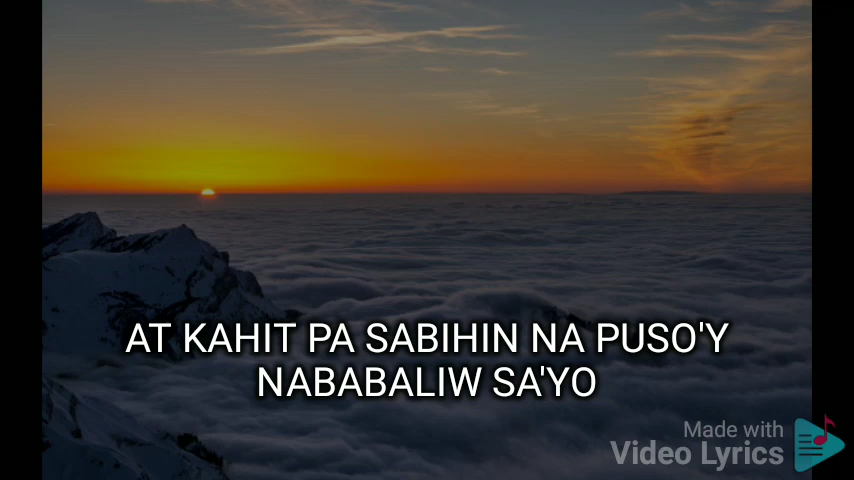 AT KAHIT PA SABIHIN NA PUSO'Y
NABABALIW SA'YO
Made with
Video Lyrics